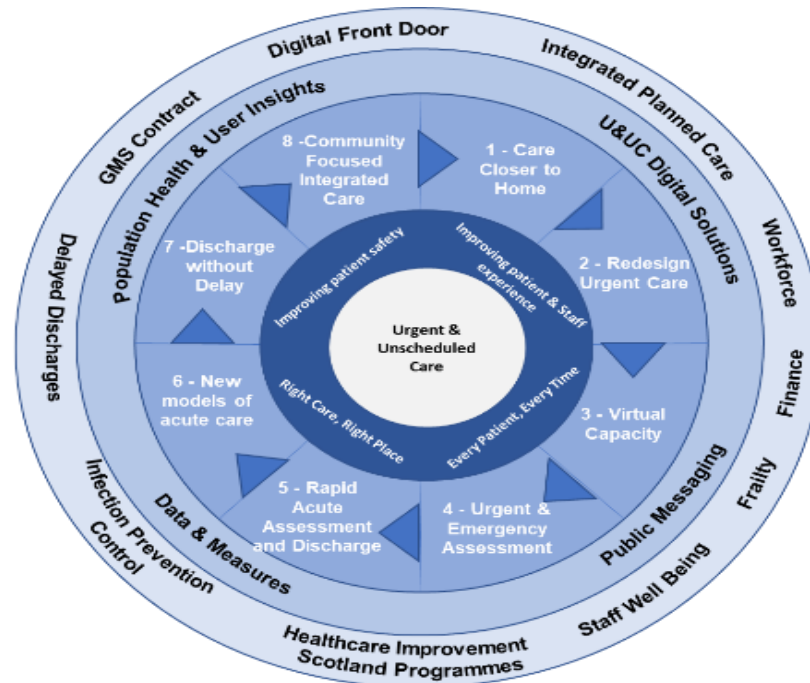 Digital Front Door
Integrated Planned Care
Workforce
Finance
Frailty
Staff Well Being
Healthcare Improvement
Scotland Programmes
Infection Prevention
Control
Delayed Discharges
GMS Contract
Population Health & User Insights
U&UC Digital Solutions
Public Messaging
Data & Measures
1 - Care
Closer to
Home
2 - Redesign
Urgent Care
3 - Virtual
Capacity
4 - Urgent &
Emergency
Assessment
5 - Rapid
Acute
Assessment
and Discharge
6 - New
models of
acute care
7 -Discharge
without
Delay
8 -Community
Focused
Integrated
Care
Improving patient safety
Improving patient & Staff
experience
Every Patient, Every Time
Right Care, Right Place
Urgent &
Unscheduled
Care